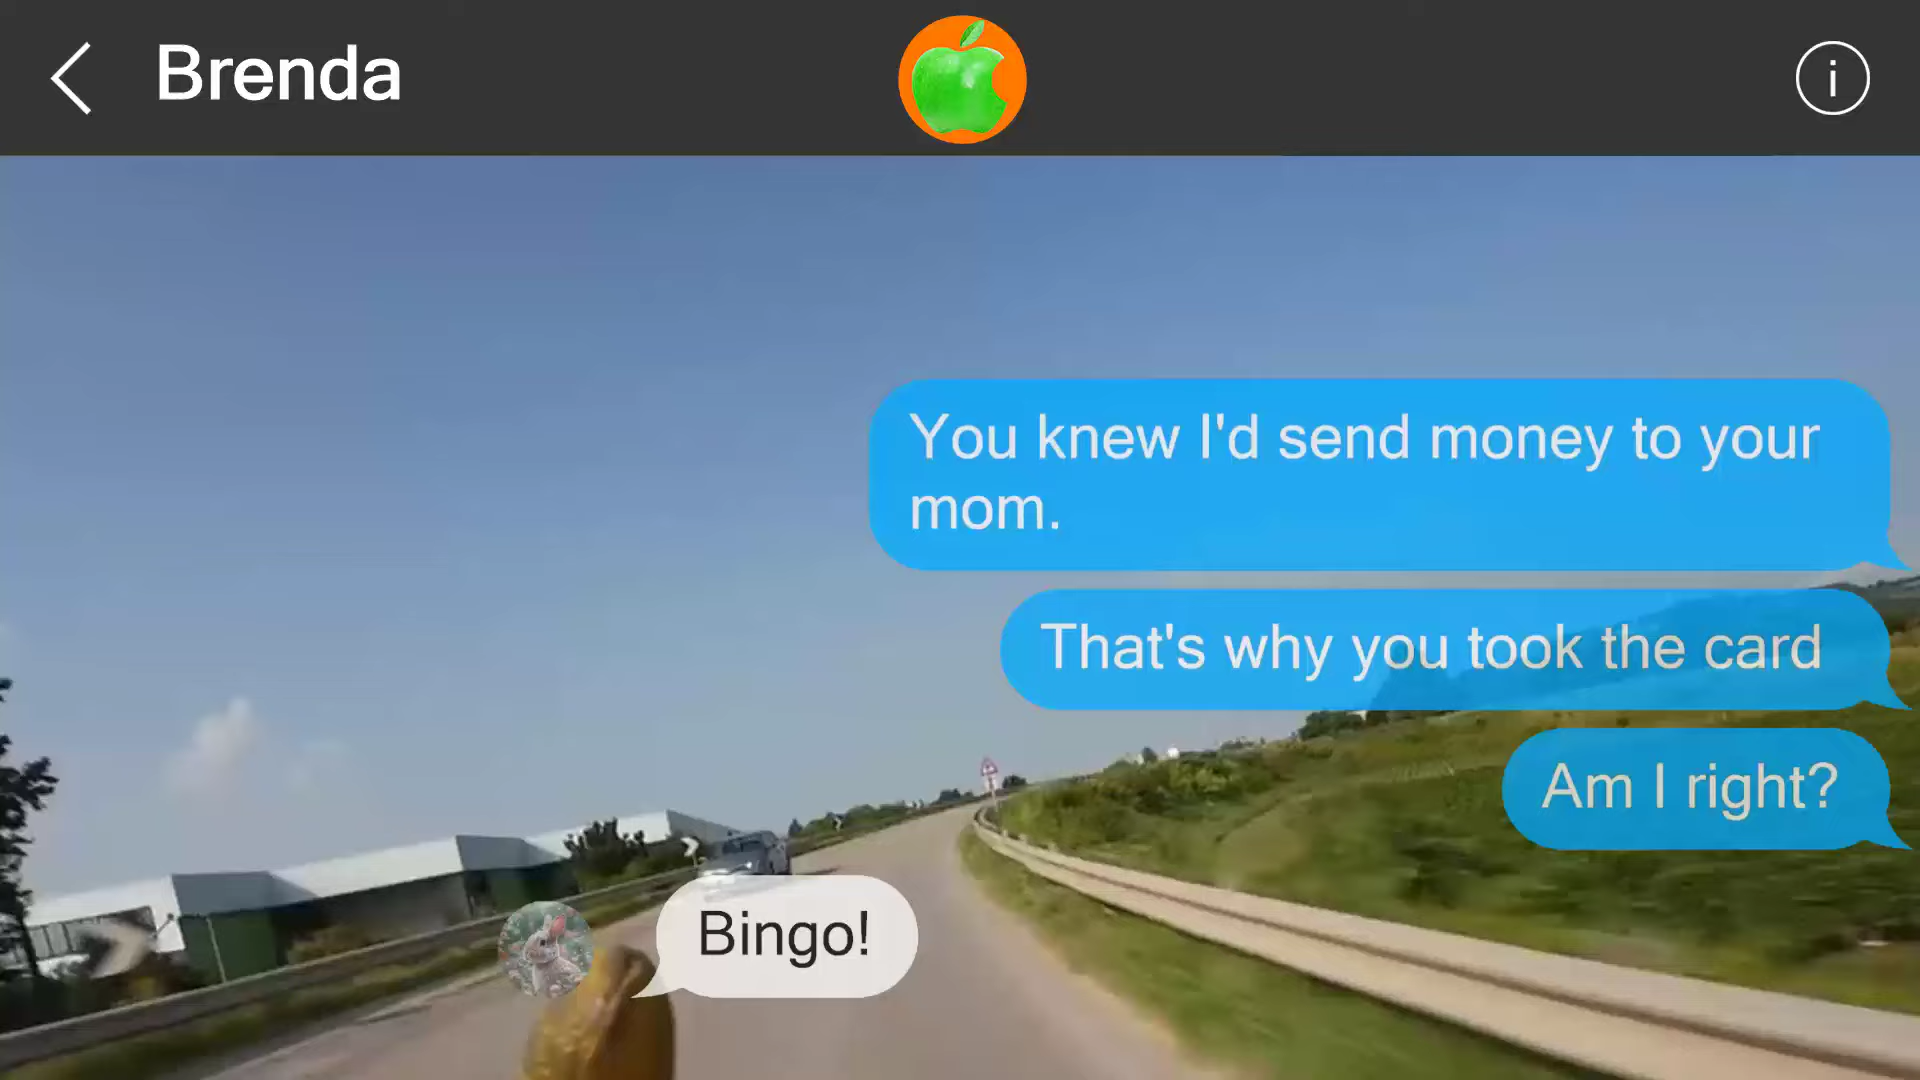 Brenda
i
You knew I'd send money to your
mom.
That's why you took the card
Am I right?
Bingo!